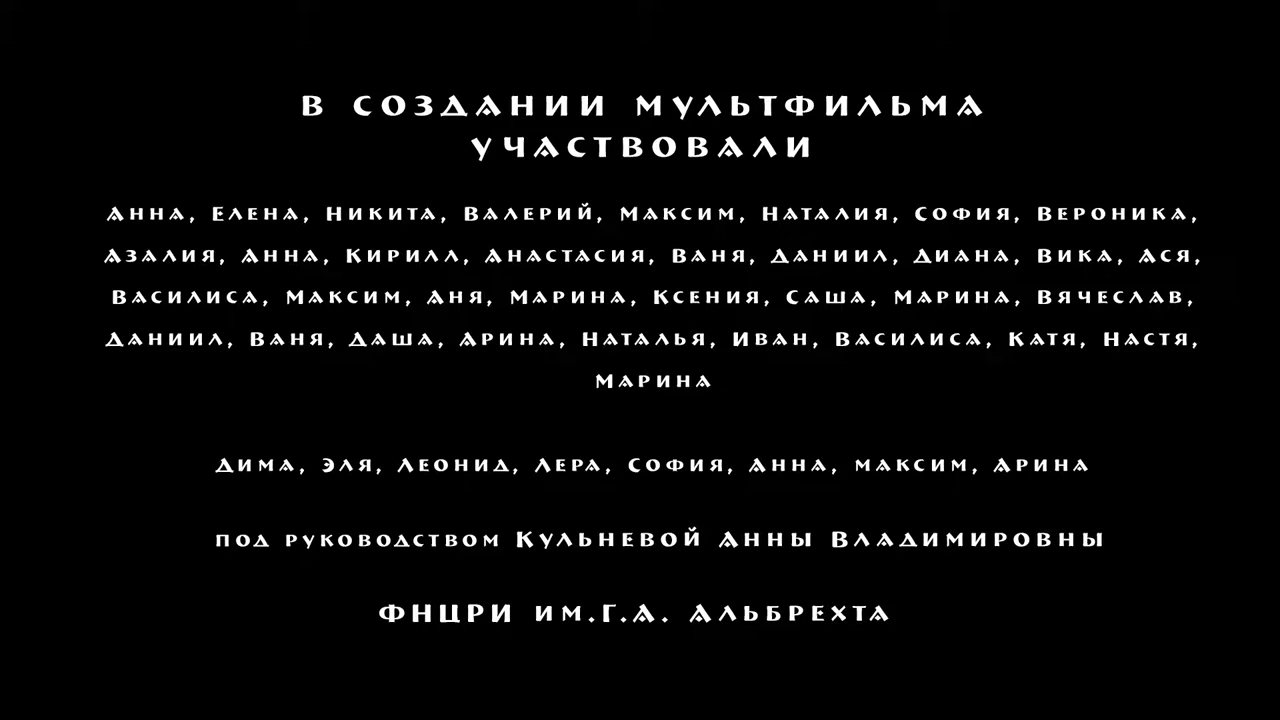 В СОЗДАНИИ МУЛЬТФИЛЬМА
УЧАСТВОВАЛИ
Анна, Елена, Никита, Валерий, Максим, Наталия, София, Вероника,
Азалия, Анна, Кирилл, Анастасия, Ваня, Даниил, Диана, Вика, Ася,
Василиса, Максим, Аня, Марина, Ксения, Саша, Марина, Вячеслав,
Даниил, Ваня, Даша, Арина, Наталья, Иван, Василиса, Катя, Настя,
Марина
Дима, Эля, Леонид, Лера, София, Анна, максим, Арина
под руководством Кульневой Анны Владимировны
ФНЦРИ им.Г.А. Альбрехта